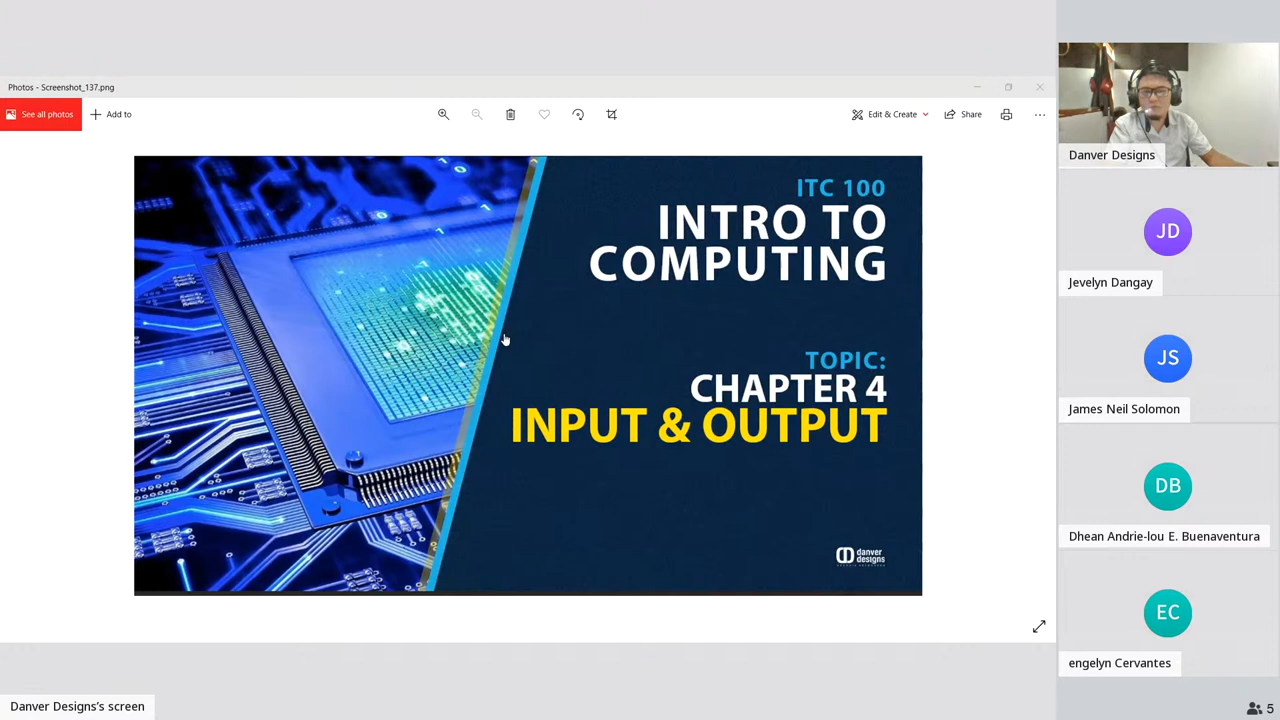 Photos - Screenshot_137.png
See all photos
Add to
Edit & Create
Share
ITC 100
INTRO TO
COMPUTING
TOPIC:
CHAPTER 4
INPUT & OUTPUT
danver
designs
Danver Designs
JD
Jevelyn Dangay
JS
James Neil Solomon
DB
Dhean Andrie-lou E. Buenaventura
EC
engelyn Cervantes
Danver Designs's screen
5